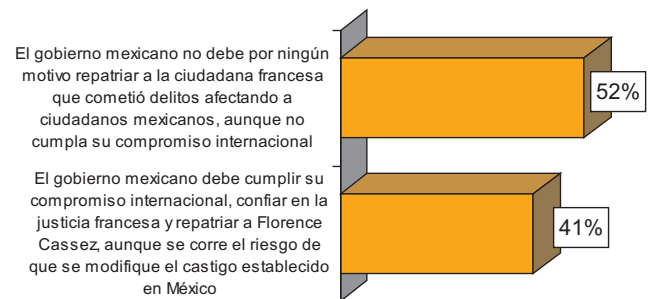 El gobierno mexicano no debe por ningún
motivo repatriar a la ciudadana francesa
que cometió delitos afectando a
ciudadanos mexicanos, aunque no
cumpla su compromiso internacional
52%
El gobierno mexicano debe cumplir su
compromiso internacional, confiar en la
justicia francesa y repatriar a Florence
Cassez, aunque se corre el riesgo de
que se modifique el castigo establecido
en México
41%